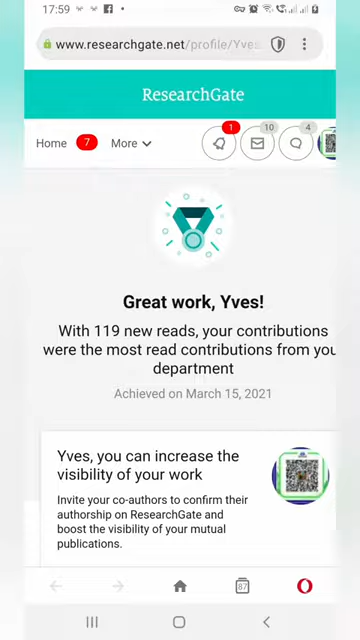 17:59
www.researchgate.net/profile/Yves
ResearchGate
Home 7 More 1 10 4
Great work, Yves!
With 119 new reads, your contributions
were the most read contributions from you
department
Achieved on March 15, 2021
Yves, you can increase the
visibility of your work
Invite your co-authors to confirm their
authorship on ResearchGate and
boost the visibility of your mutual
publications.
87